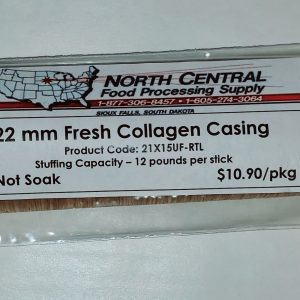 NORTH CENTRAL
Food Processing Supply
1-877-306-8457 • 1-605-274-3064
SIOUX FALLS, SOUTH DAKOTA
22 mm Fresh Collagen Casing
Product Code: 21X15UF-RTL
Stuffing Capacity – 12 pounds per stick
Not Soak
$10.90/pkg